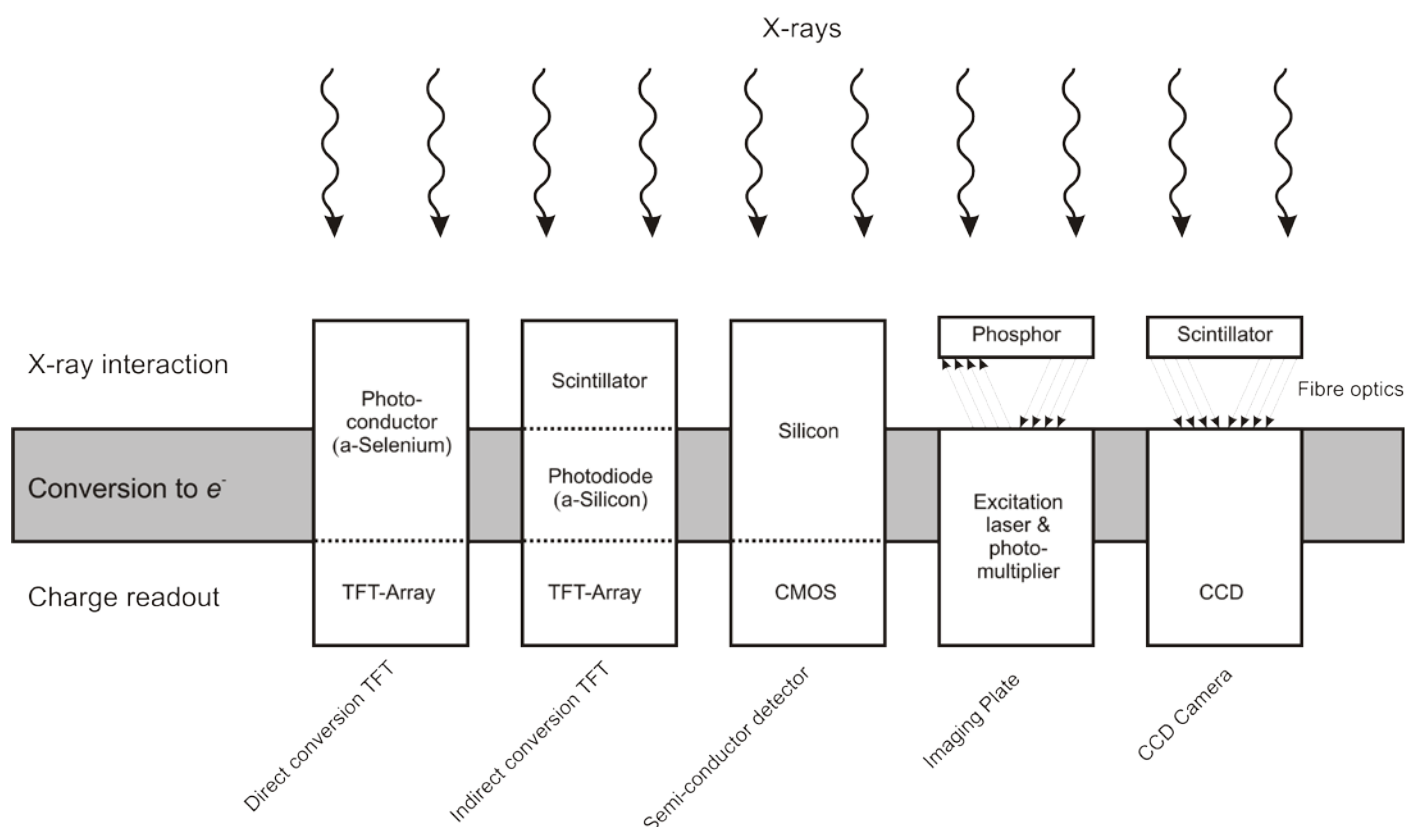 X-rays
X-ray interaction
Conversion to e⁻
Charge readout
Photo-
conductor
(a-Selenium)
TFT-Array
Scintillator
Photodiode
(a-Silicon)
TFT-Array
Silicon
CMOS
Phosphor
Excitation
laser &
photo-
multiplier
Scintillator
Fibre optics
CCD
Direct conversion TFT
Indirect conversion TFT
Semi-conductor detector
Imaging Plate
CCD Camera